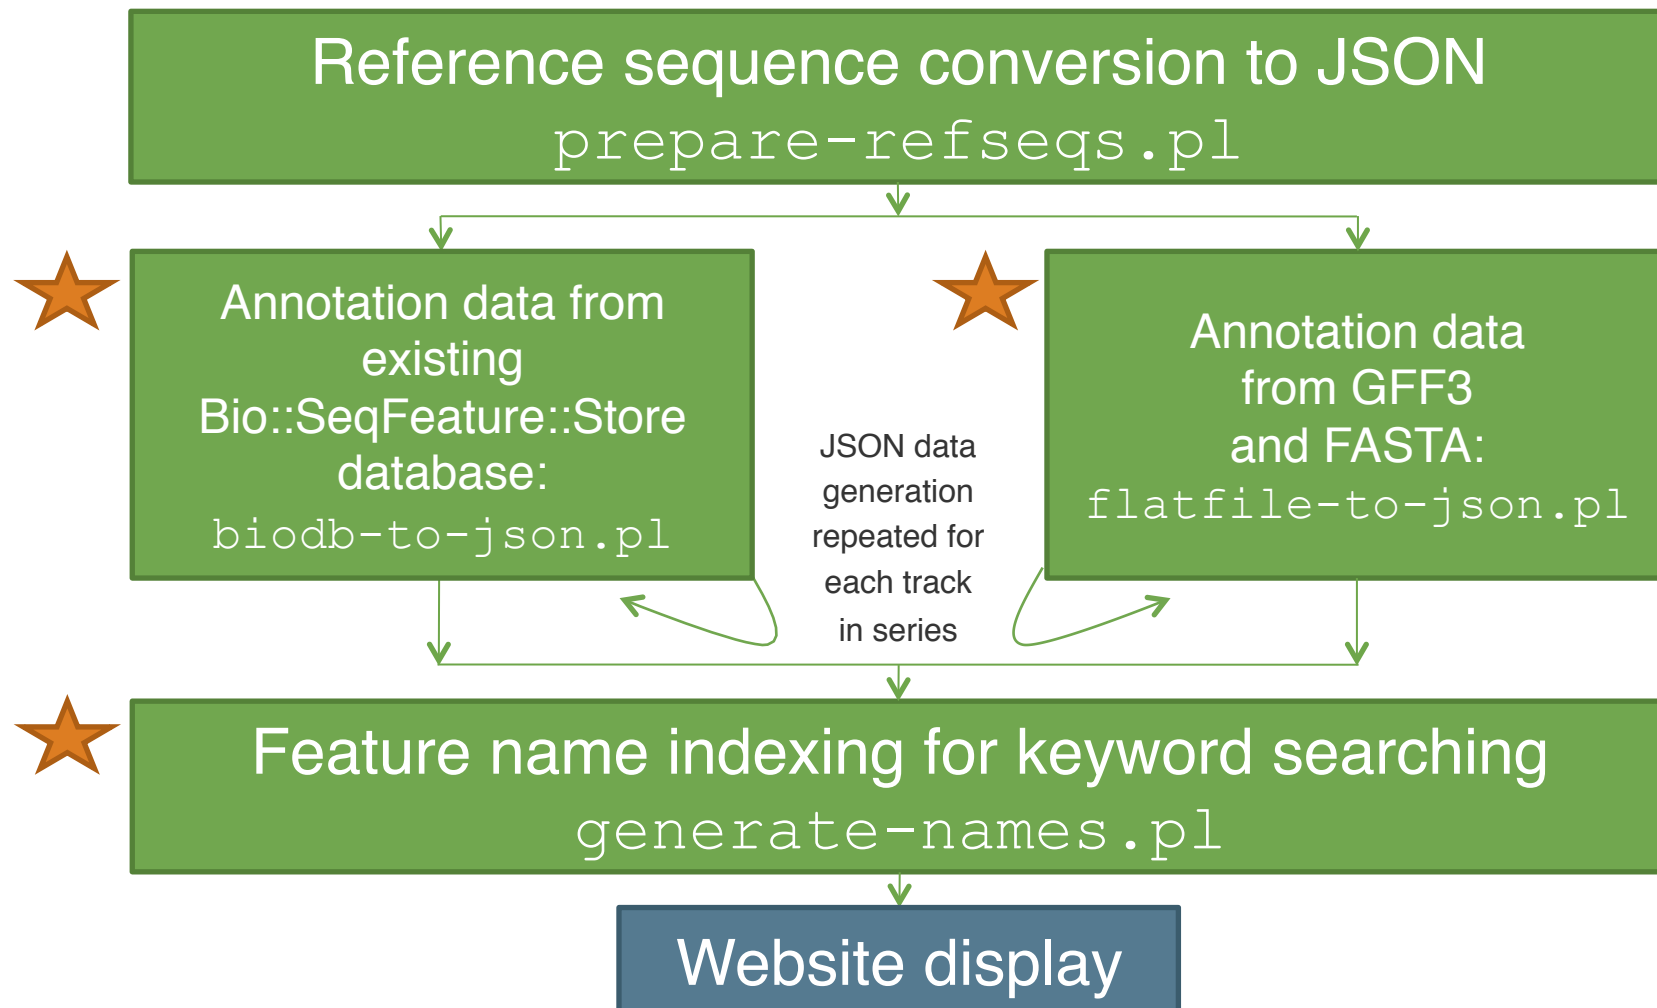 Reference sequence conversion to JSON
prepare-refseqs.pl
Annotation data from
existing
Bio::SeqFeature::Store
database:
biodb-to-json.pl
JSON data
generation
repeated for
each track
in series
Annotation data
from GFF3
and FASTA:
flatfile-to-json.pl
Feature name indexing for keyword searching
generate-names.pl
Website display